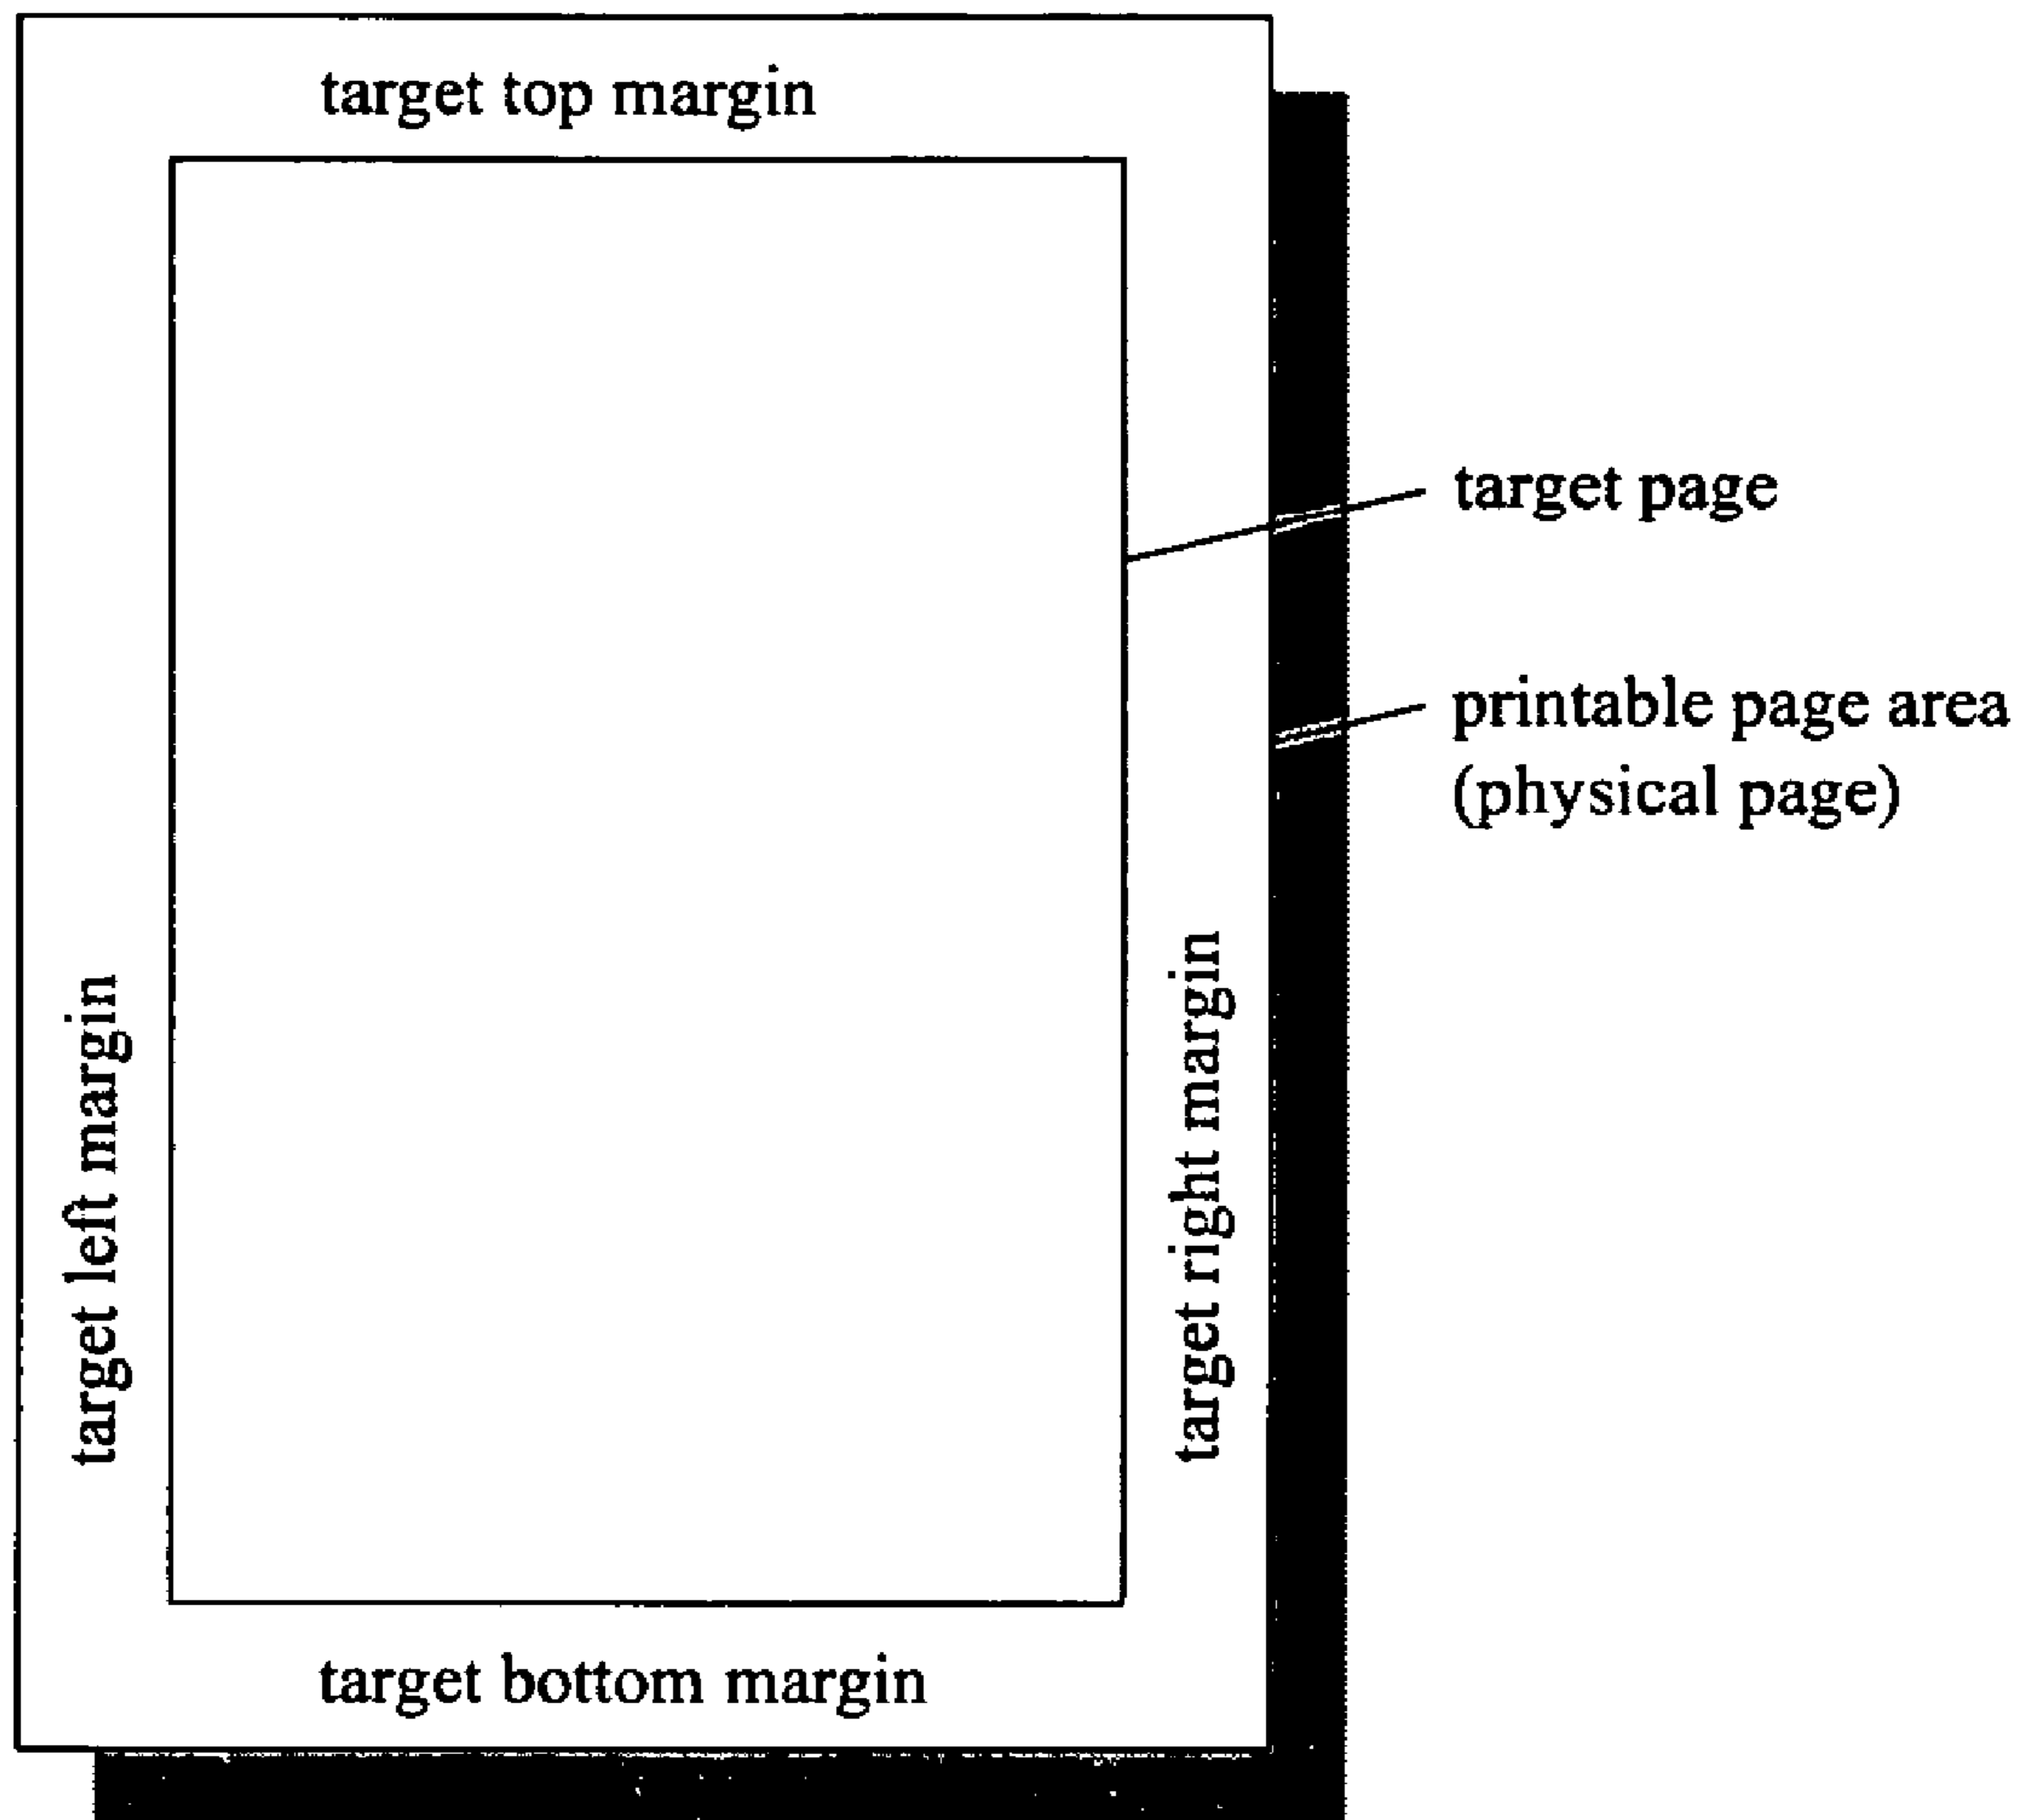 target top margin
target page
printable page area
(physical page)
target left margin
target right margin
target bottom margin